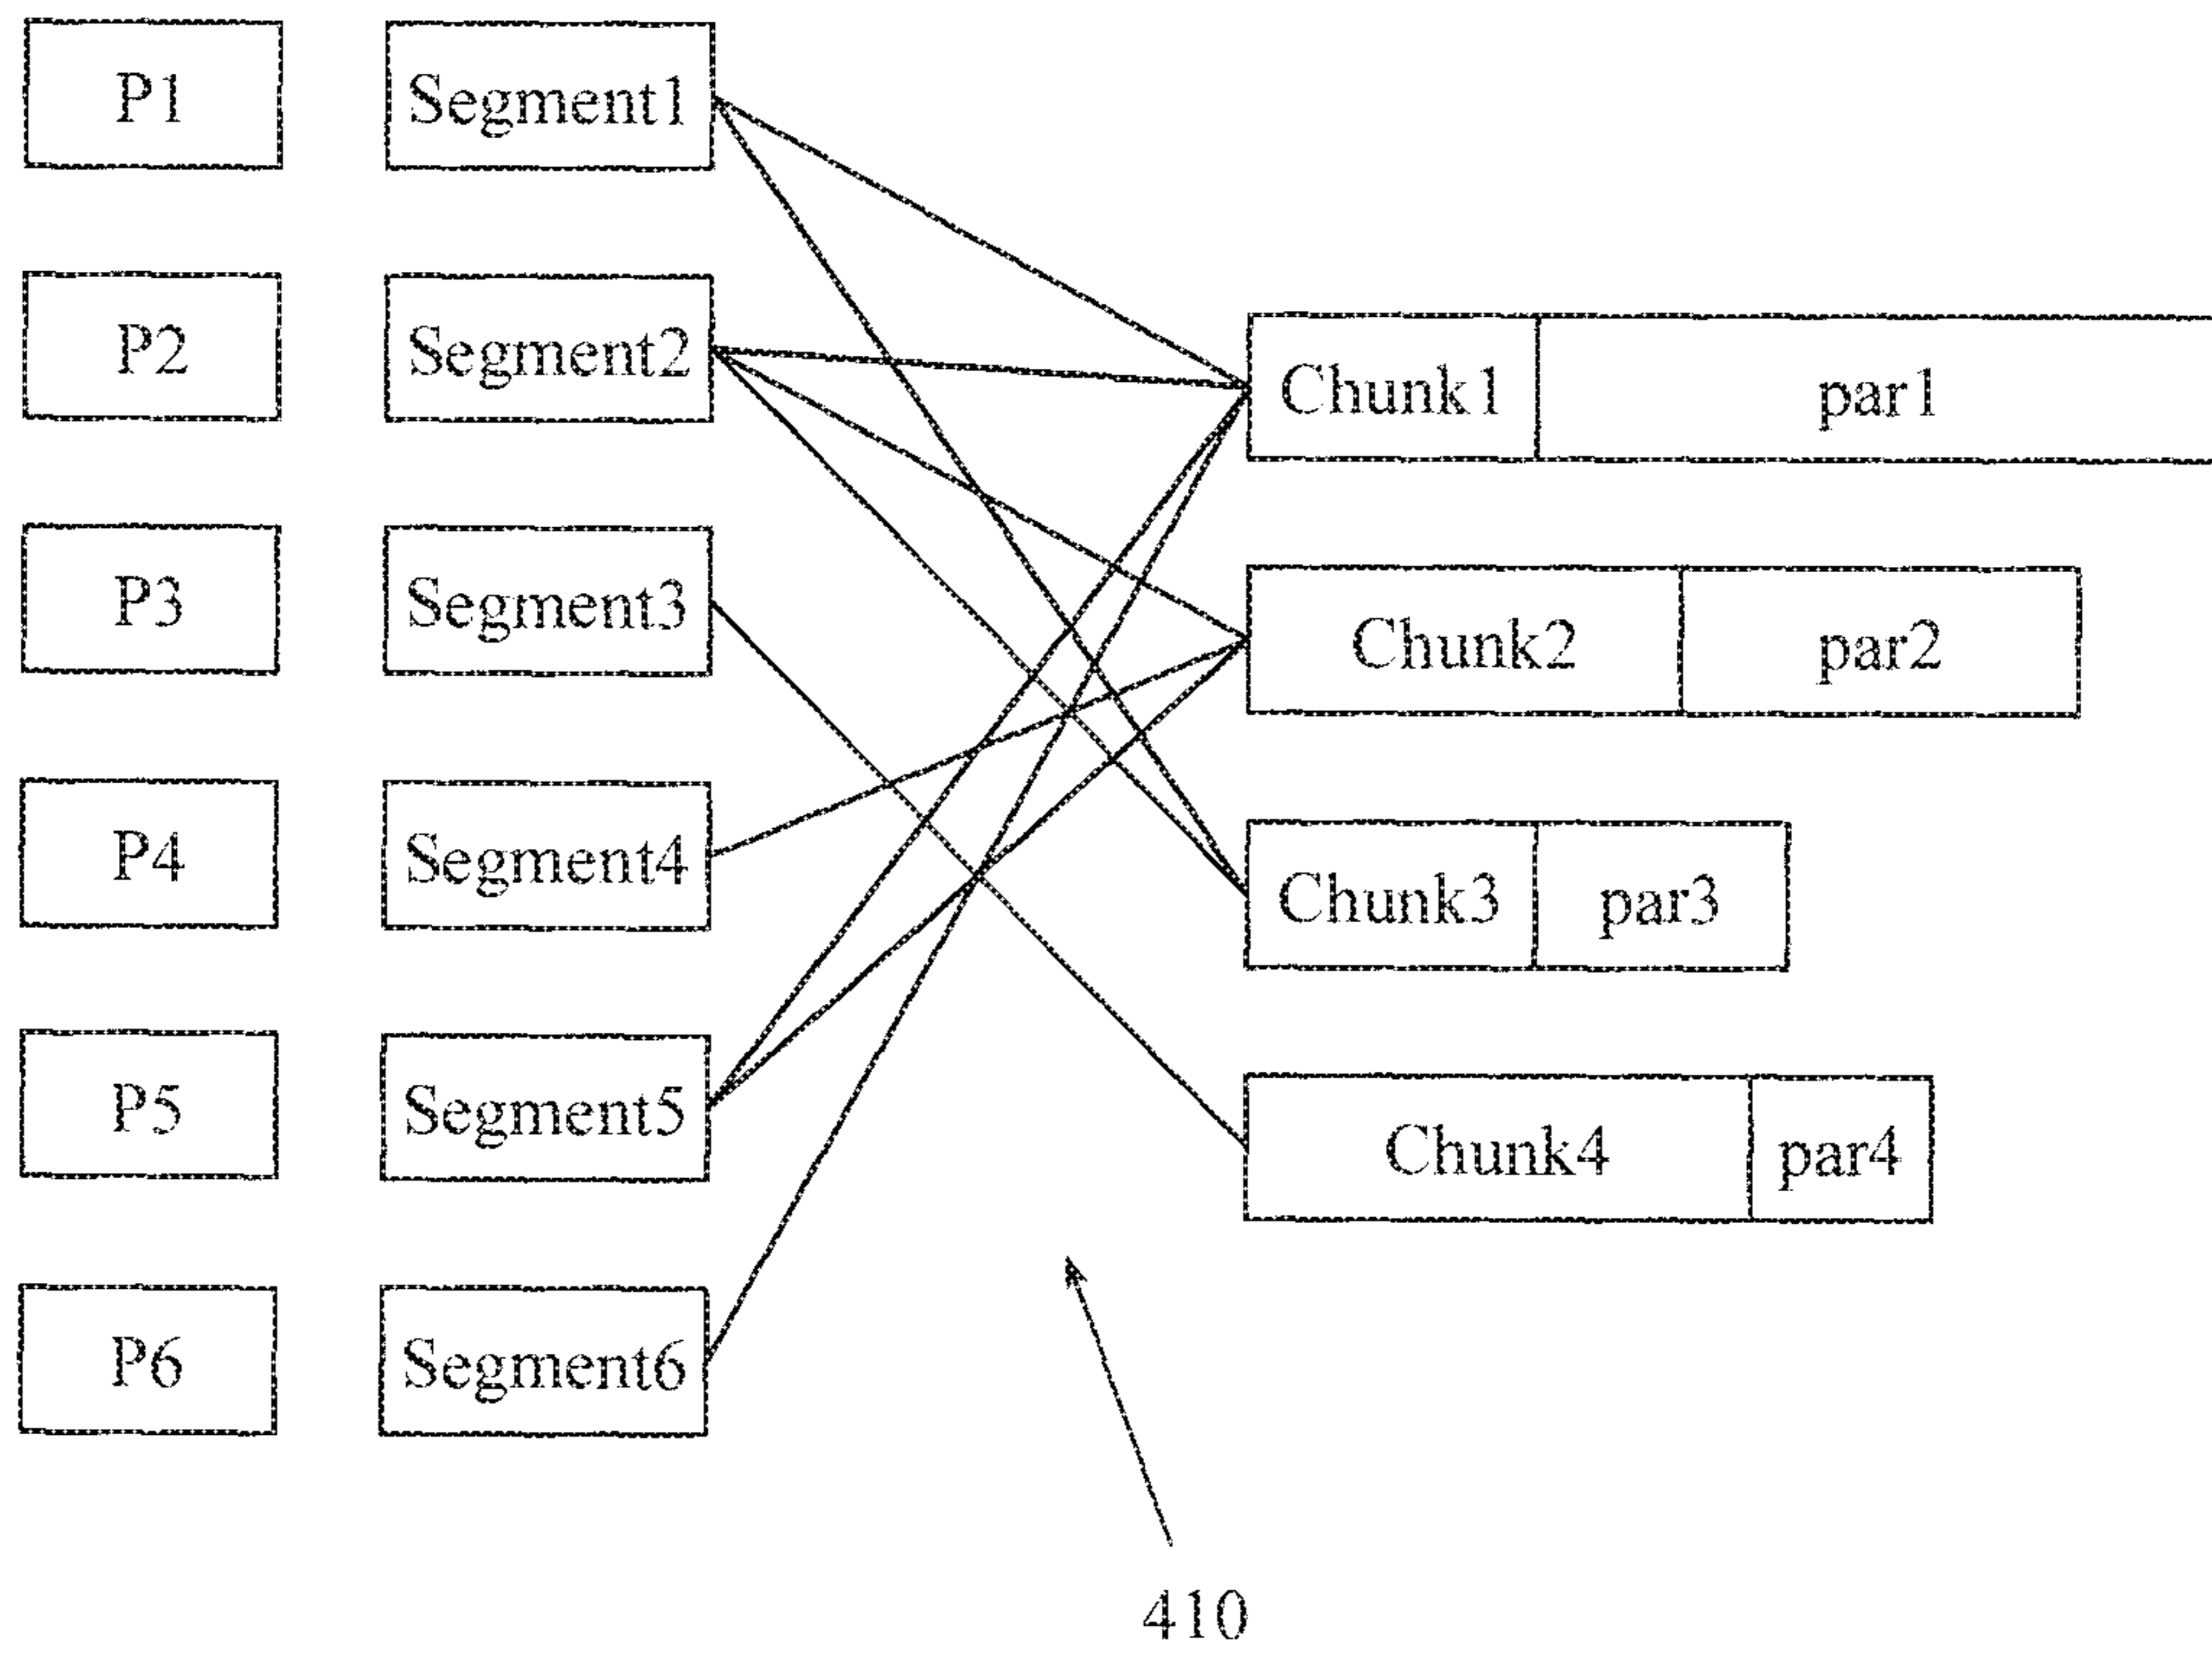 P1 Segment1
P2 Segment2
Chunk1 par1
P3 Segment3
Chunk2 par2
P4 Segment4
Chunk3 par3
P5 Segment5
Chunk4 par4
P6 Segment6
410